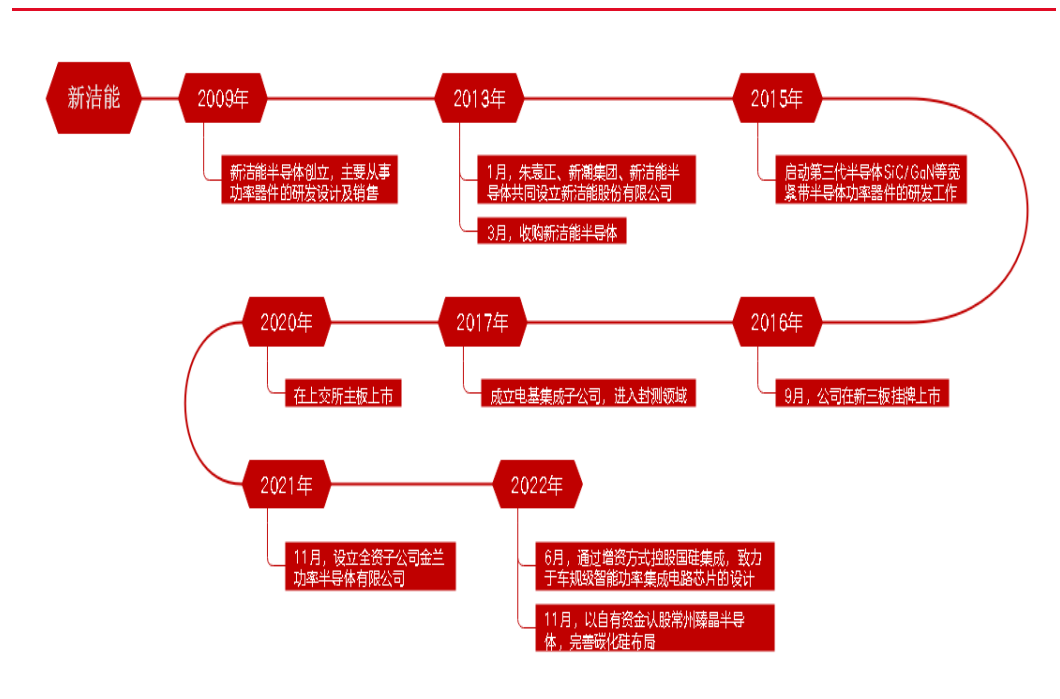 新洁能
2009年
新洁能半导体创立，主要从事
功率器件的研发设计及销售
2013年
1月，朱袁正、新潮集团、新洁能半
导体共同设立新洁能股份有限公司
3月，收购新洁能半导体
2015年
启动第三代半导体SiC/GaN等宽
紧带半导体功率器件的研发工作
2016年
9月，公司在新三板挂牌上市
2017年
成立电基集成子公司，进入封测领域
2020年
在上交所主板上市
2021年
11月，设立全资子公司金兰
功率半导体有限公司
2022年
6月，通过增资方式控股国硅集成，致力
于车规级智能功率集成电路芯片的设计
11月，以自有资金认股常州臻晶半导
体，完善碳化硅布局